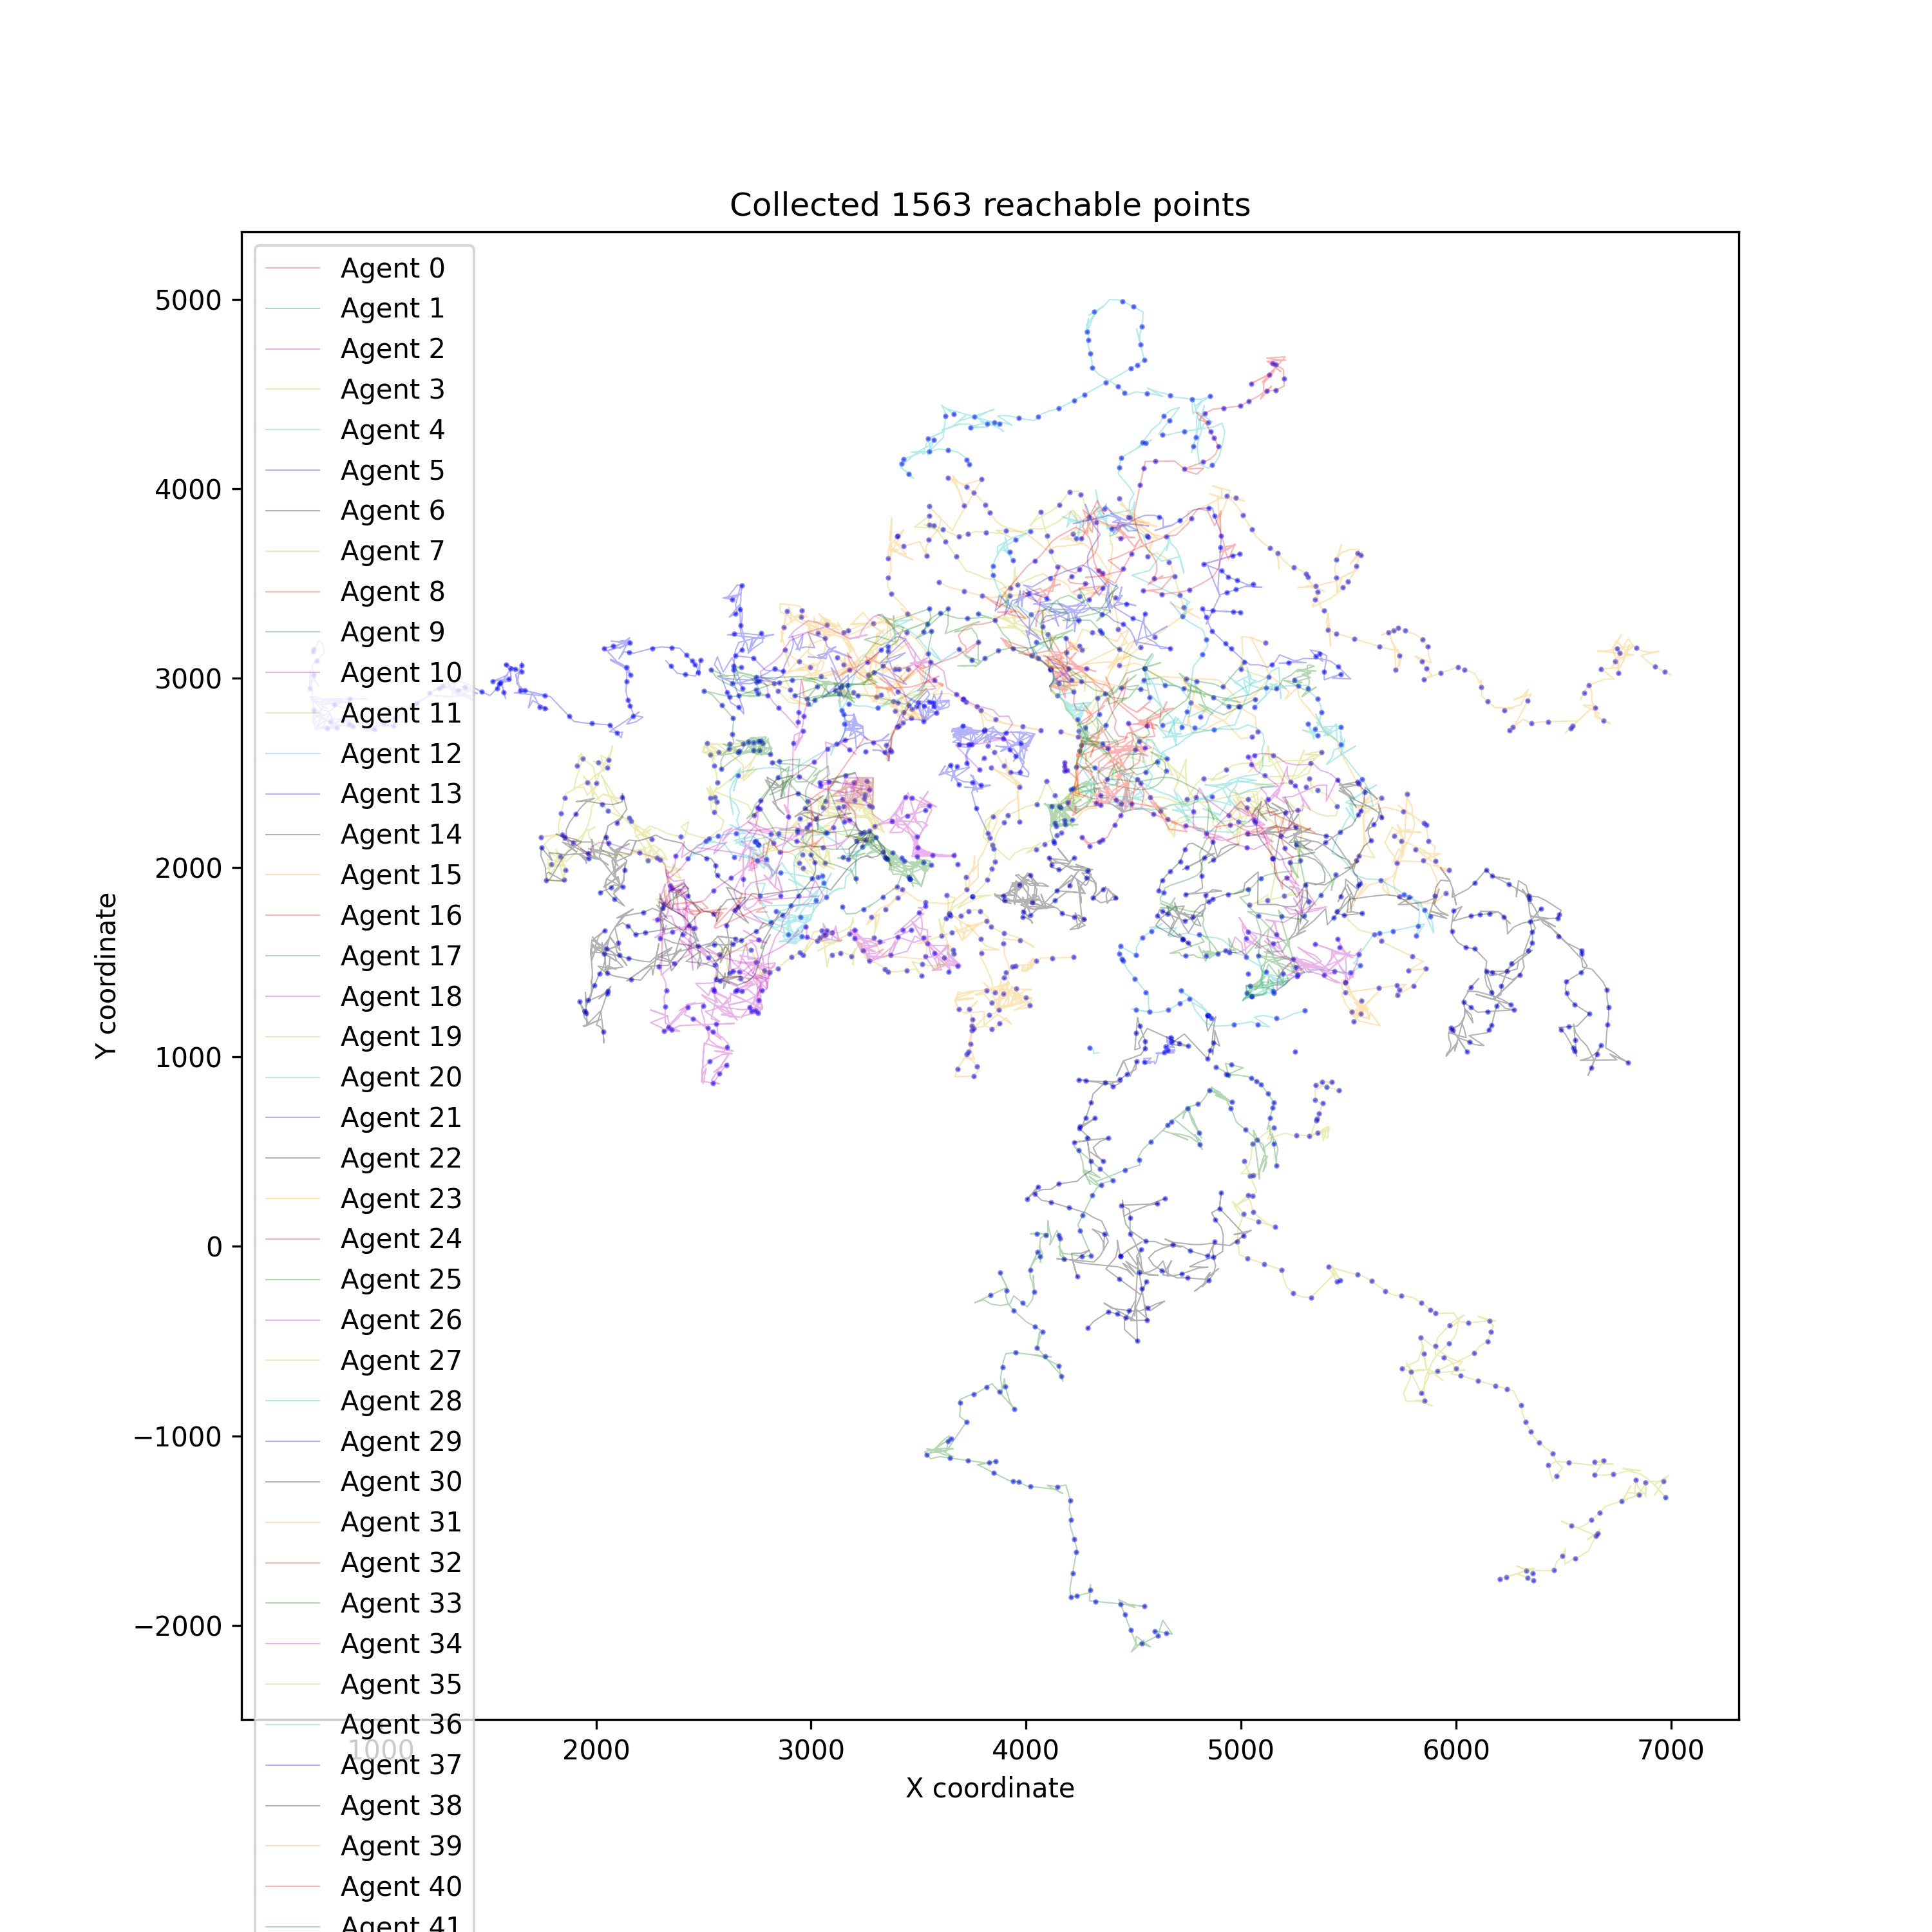 Collected 1563 reachable points
Agent 0
Agent 1
Agent 2
Agent 3
Agent 4
Agent 5
Agent 6
Agent 7
Agent 8
Agent 9
Agent 10
Agent 11
Agent 12
Agent 13
Agent 14
Agent 15
Agent 16
Agent 17
Agent 18
Agent 19
Agent 20
Agent 21
Agent 22
Agent 23
Agent 24
Agent 25
Agent 26
Agent 27
Agent 28
Agent 29
Agent 30
Agent 31
Agent 32
Agent 33
Agent 34
Agent 35
Agent 36
Agent 37
Agent 38
Agent 39
Agent 40
Agent 41
5000
4000
3000
2000
1000
0
−1000
−2000
Y coordinate
1000 2000 3000 4000 5000 6000 7000
X coordinate